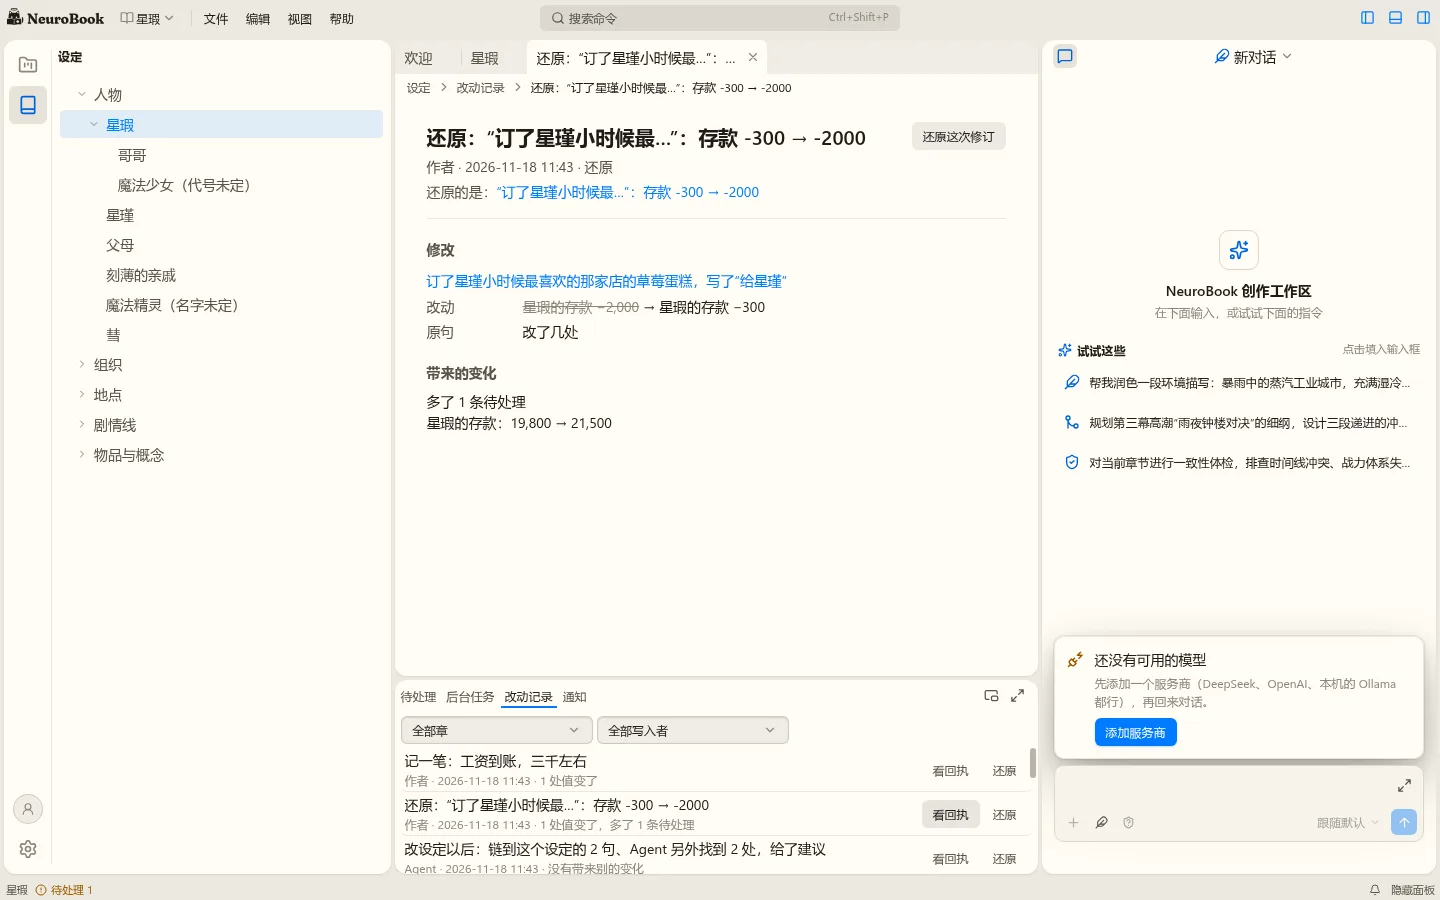 NeuroBook
星瑕
文件
编辑
视图
帮助
搜索命令
Ctrl+Shift+P
设定
人物
星瑕
哥哥
魔法少女（代号未定）
星瑾
父母
刻薄的亲戚
魔法精灵（名字未定）
彗
组织
地点
剧情线
物品与概念
欢迎
星瑕
还原：“订了星瑾小时候最...”：...
设定 > 改动记录 > 还原：“订了星瑾小时候最...”：存款 -300 → -2000
还原：“订了星瑾小时候最...”：存款 -300 → -2000
还原这次修订
作者 · 2026-11-18 11:43 · 还原
还原的是：“订了星瑾小时候最...”：存款 -300 → -2000
修改
订了星瑾小时候最喜欢的那家店的草莓蛋糕，写了“给星瑾”
改动 星瑕的存款 −2,000 → 星瑕的存款 −300
原句 改了几处
带来的变化
多了 1 条待处理
星瑕的存款：19,800 → 21,500
待处理
后台任务
改动记录
通知
全部章
全部写入者
记一笔：工资到账，三千左右
作者 · 2026-11-18 11:43 · 1 处值变了
看回执
还原
还原：“订了星瑾小时候最...”：存款 -300 → -2000
作者 · 2026-11-18 11:43 · 1 处值变了，多了 1 条待处理
看回执
还原
改设定以后：链到这个设定的 2 句、Agent 另外找到 2 处，给了建议
Agent · 2026-11-18 11:43 · 没有带来别的变化
看回执
还原
新对话
NeuroBook 创作工作区
在下面输入，或试试下面的指令
试试这些
点击填入输入框
帮我润色一段环境描写：暴雨中的蒸汽工业城市，充满湿冷...
规划第三幕高潮“雨夜钟楼对决”的细纲，设计三段递进的冲...
对当前章节进行一致性体检，排查时间线冲突、战力体系失...
还没有可用的模型
先添加一个服务商（DeepSeek、OpenAI、本机的 Ollama
都行），再回来对话。
添加服务商
跟随默认
星瑕
待处理 1
隐藏面板